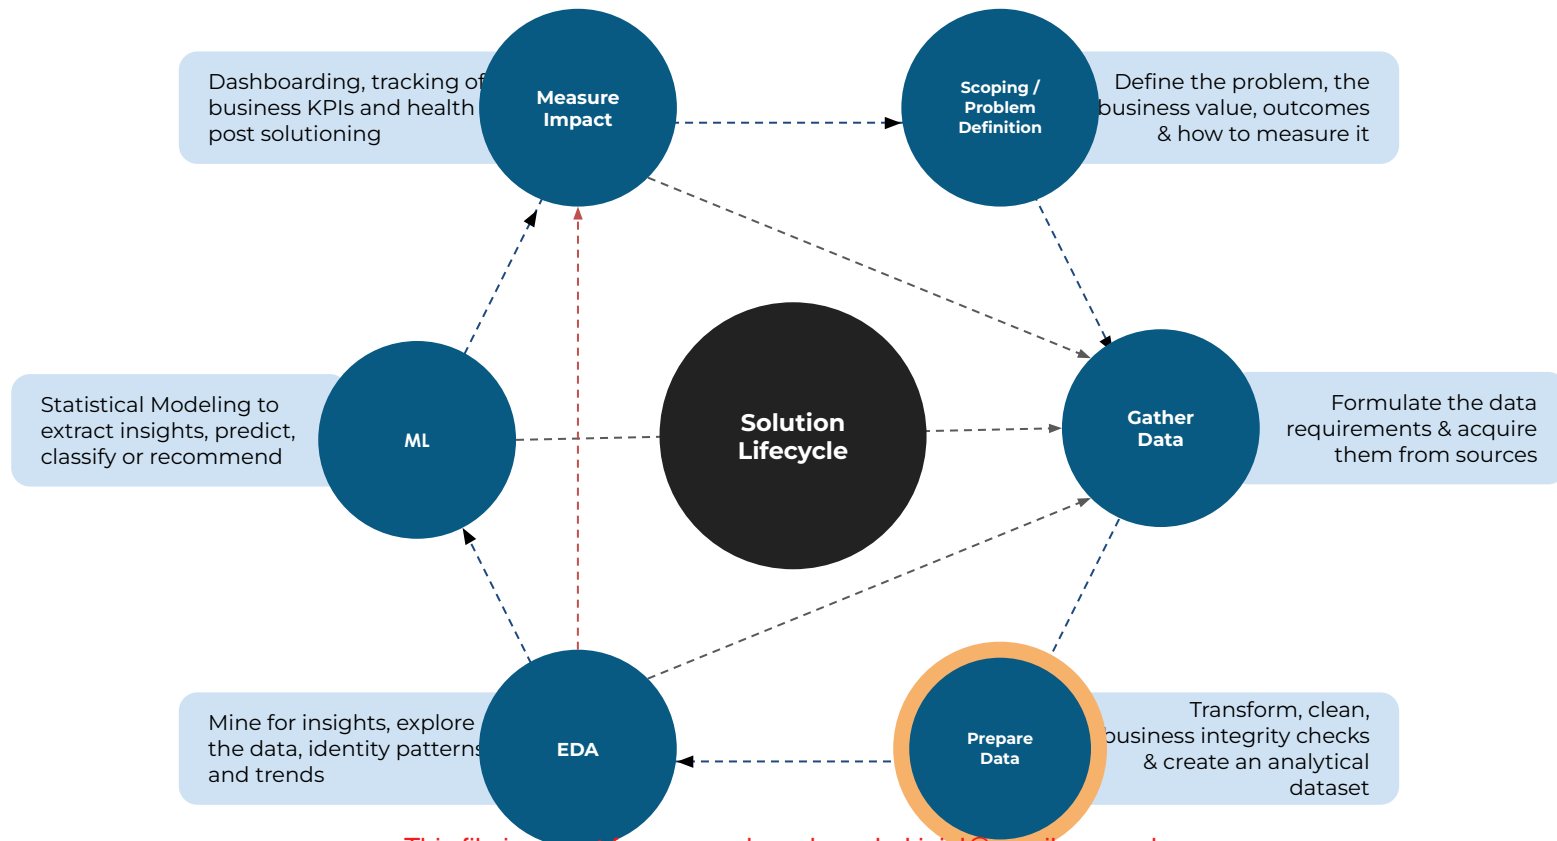 Measure
Impact
Dashboarding, tracking of
business KPIs and health
post solutioning
Scoping /
Problem
Definition
Define the problem, the
business value, outcomes
& how to measure it
Solution
Lifecycle
Gather
Data
Formulate the data
requirements & acquire
them from sources
ML
Statistical Modeling to
extract insights, predict,
classify or recommend
EDA
Mine for insights, explore
the data, identity patterns
and trends
Prepare
Data
Transform, clean,
business integrity checks
& create an analytical
dataset